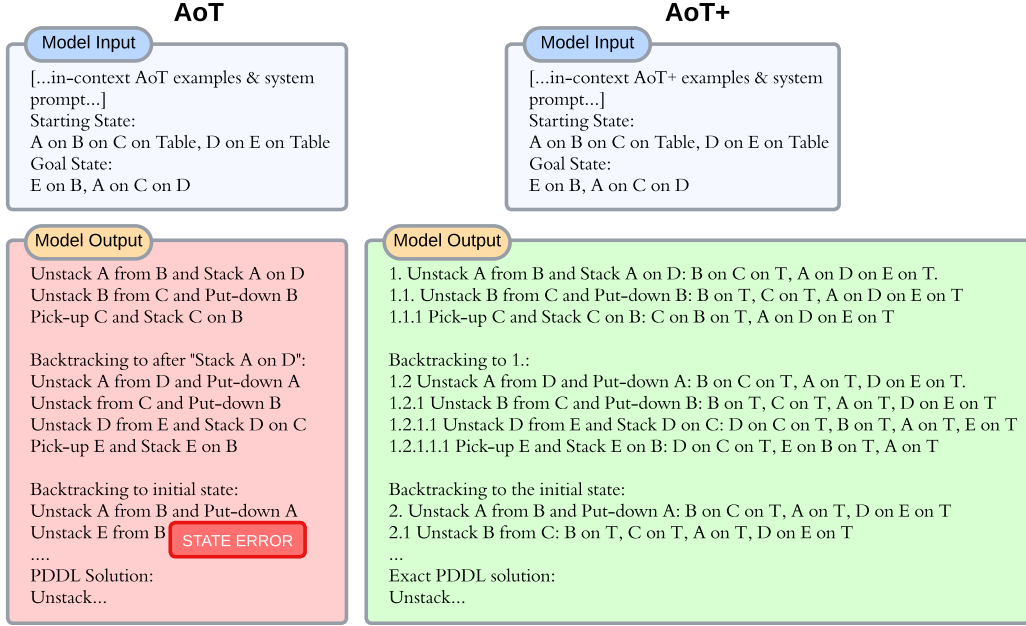 AoT
Model Input
[...in-context AoT examples & system
prompt...]
Starting State:
A on B on C on Table, D on E on Table
Goal State:
E on B, A on C on D
Model Output
Unstack A from B and Stack A on D
Unstack B from C and Put-down B
Pick-up C and Stack C on B
Backtracking to after "Stack A on D":
Unstack A from D and Put-down A
Unstack from C and Put-down B
Unstack D from E and Stack D on C
Pick-up E and Stack E on B
Backtracking to initial state:
Unstack A from B and Put-down A
Unstack E from B
STATE ERROR
....
PDDL Solution:
Unstack...
AoT+
Model Input
[...in-context AoT+ examples & system
prompt...]
Starting State:
A on B on C on Table, D on E on Table
Goal State:
E on B, A on C on D
Model Output
1. Unstack A from B and Stack A on D: B on C on T, A on D on E on T.
1.1. Unstack B from C and Put-down B: B on T, C on T, A on D on E on T
1.1.1 Pick-up C and Stack C on B: C on B on T, A on D on E on T
Backtracking to 1.:
1.2 Unstack A from D and Put-down A: B on C on T, A on T, D on E on T.
1.2.1 Unstack B from C and Put-down B: B on T, C on T, A on T, D on E on T
1.2.1.1 Unstack D from E and Stack D on C: D on C on T, B on T, A on T, E on T
1.2.1.1.1 Pick-up E and Stack E on B: D on C on T, E on B on T, A on T
Backtracking to the initial state:
2. Unstack A from B and Put-down A: B on C on T, A on T, D on E on T
2.1 Unstack B from C: B on T, C on T, A on T, D on E on T
...
Exact PDDL solution:
Unstack...